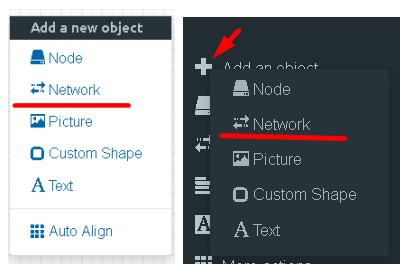 Add a new object
Node
Network
Picture
Custom Shape
Text
Auto Align
Add an object
Node
Network
Picture
Custom Shape
Text
More actions